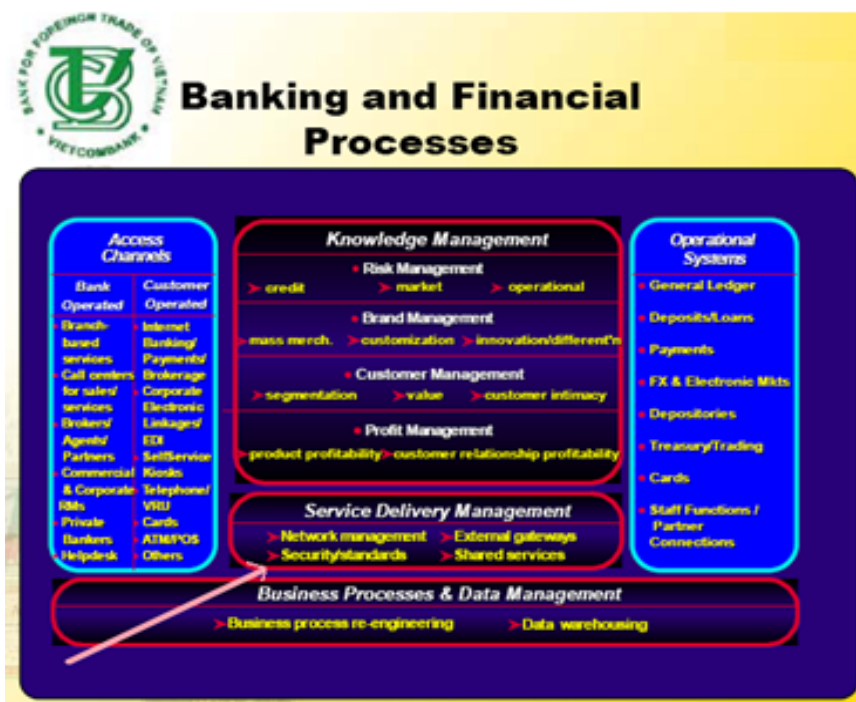 BANK FOR FOREINGM TRADE OF VIETNAM
VIETCOMBANK
Banking and Financial
Processes
Access
Channels
Bank
Operated
Branch-
based
services
Call centers
for sales/
services
Brokers/
Agents/
Partners
Commercial
& Corporate
RMs
Private
Bankers
Helpdesk
Customer
Operated
Internet
Banking/
Payments/
Brokerage
Corporate
Electronic
Linkages/
EDI
SelfService
Kiosks
Telephone/
VRU
Cards
ATM/POS
Others
Knowledge Management
Risk Management
credit market operational
Brand Management
mass merch. customization innovation/different'n
Customer Management
segmentation value customer intimacy
Profit Management
product profitability customer relationship profitability
Service Delivery Management
Network management External gateways
Security/standards Shared services
Operational
Systems
General Ledger
Deposits/Loans
Payments
FX & Electronic Mkts
Depositories
Treasury/Trading
Cards
Staff Functions /
Partner
Connections
Business Processes & Data Management
Business process re-engineering Data warehousing